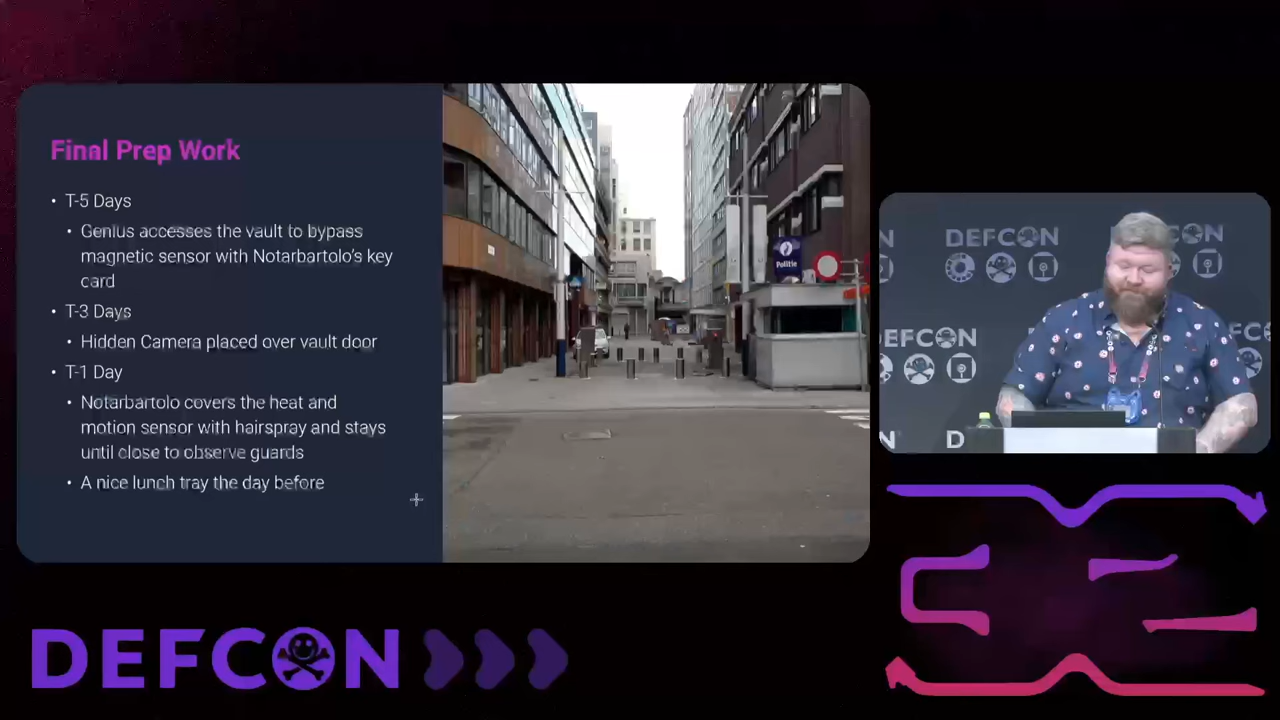 Final Prep Work
• T-5 Days
• Genius accesses the vault to bypass
magnetic sensor with Notarbartolo's key
card
• T-3 Days
• Hidden Camera placed over vault door
• T-1 Day
• Notarbartolo covers the heat and
motion sensor with hairspray and stays
until close to observe guards
• A nice lunch tray the day before
Politie
N
DEFCON
CON
DEFCON
EFC
N
D
DEFCON